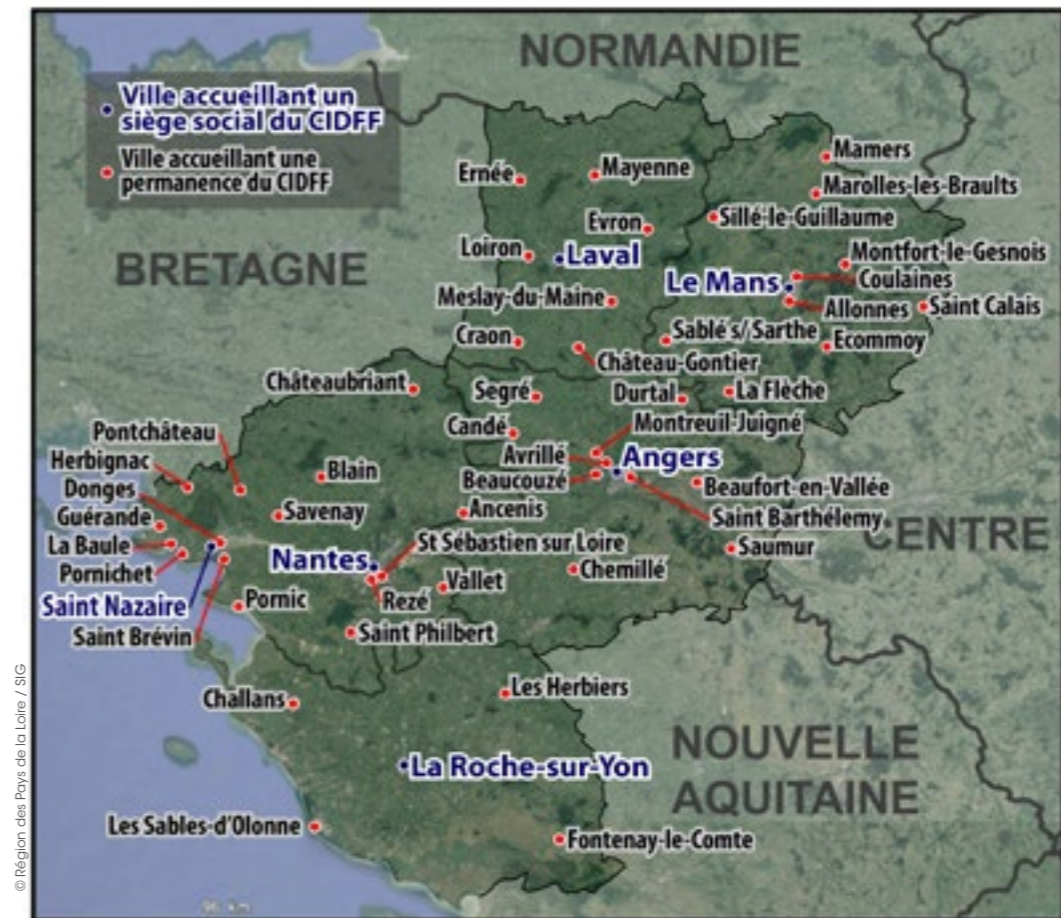 NORMANDIE
Ville accueillant un
siège social du CIDFF
Ville accueillant une
permanence du CIDFF
Mamers
Ernée
Mayenne
Marolles-les-Braults
Sillé-le-Guillaume
Evron
BRETAGNE
Loiron
Laval
Montfort-le-Gesnois
Le Mans
Coulaines
Meslay-du-Maine
Allonnes
Saint Calais
Craon
Sablé s/ Sarthe
Ecommoy
Château-Gontier
Châteaubriant
Segré
Durtal
La Flèche
Candé
Montreuil-Juigné
Pontchâteau
Avrillé
Angers
Herbignac
Blain
Beaucouzé
Beaufort-en-Vallée
Donges
Guérande
Savenay
Ancenis
Saint Barthélemy
CENTRE
La Baule
St Sébastien sur Loire
Saumur
Pornichet
Nantes
Vallet
Chemillé
Saint Nazaire
Pornic
Rezé
Saint Brévin
Saint Philbert
Challans
Les Herbiers
La Roche-sur-Yon
NOUVELLE
AQUITAINE
Les Sables-d'Olonne
Fontenay-le-Comte
© Région des Pays de la Loire / SIG